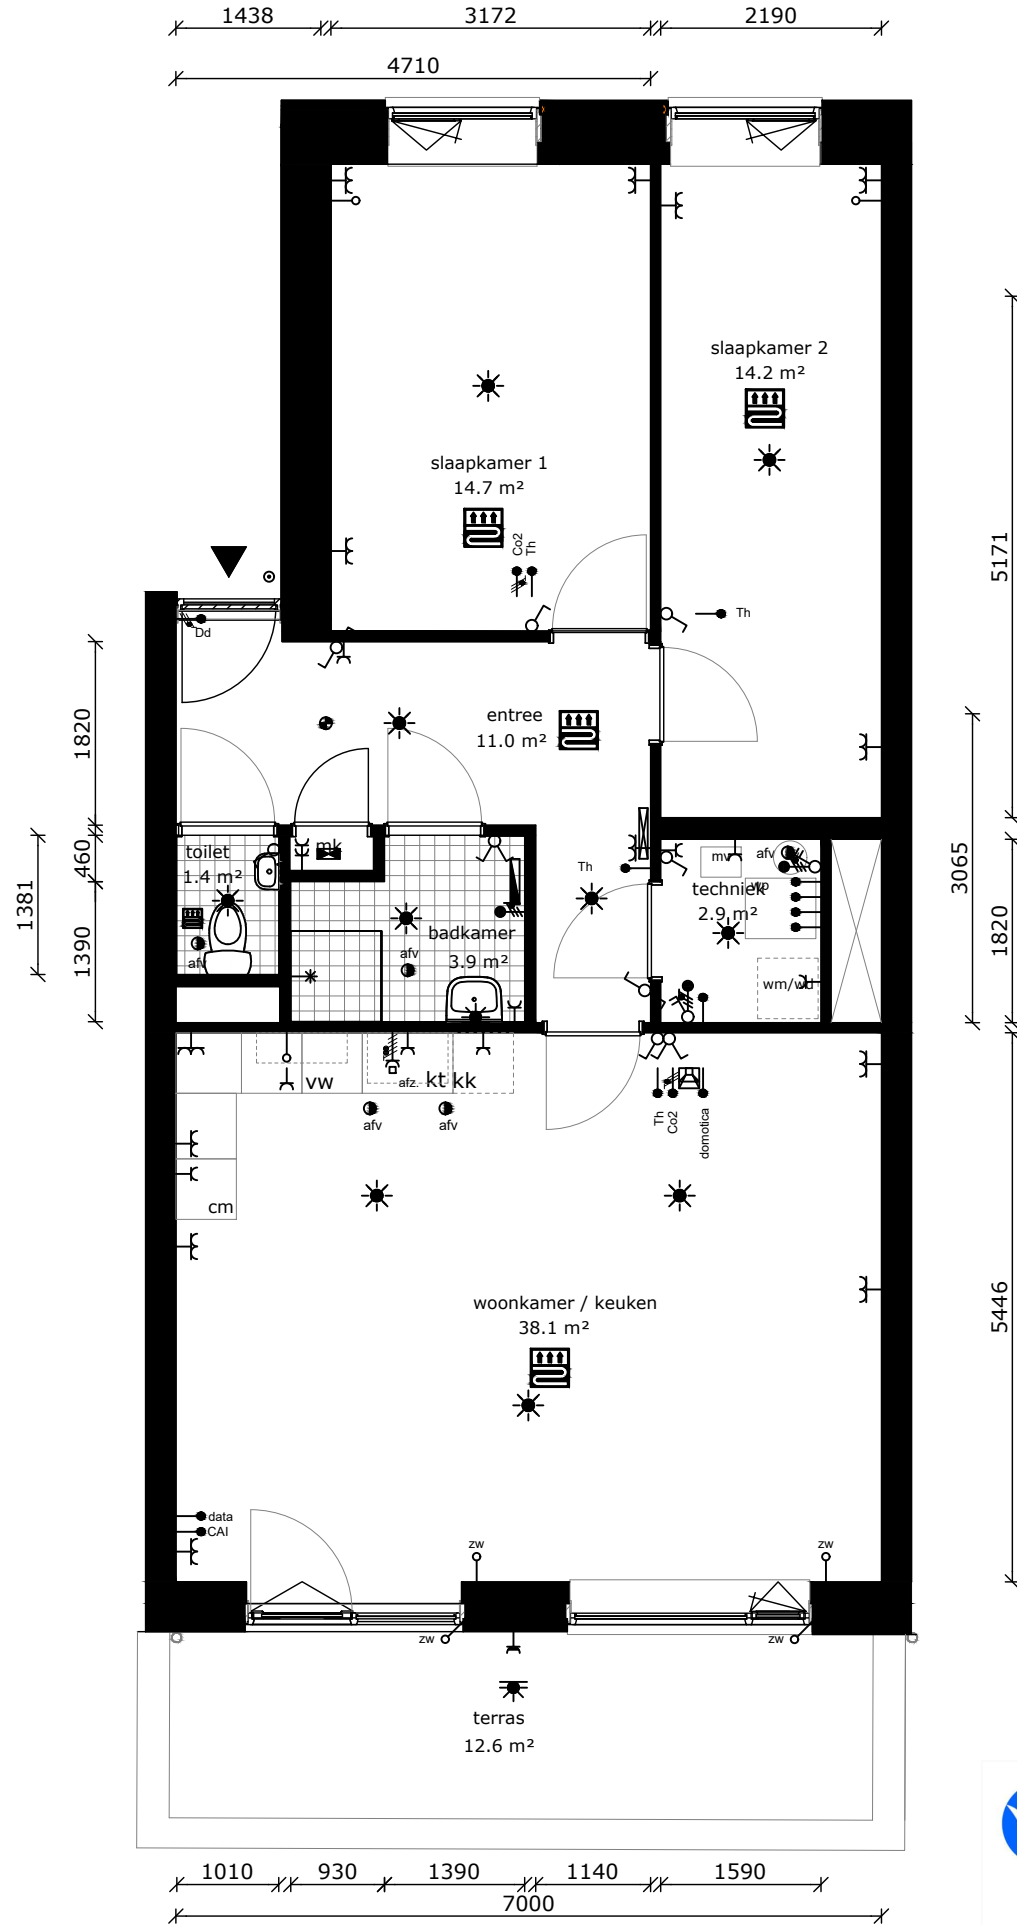 1438
3172
2190
4710
slaapkamer 2
14.2 m²
slaapkamer 1
14.7 m²
Co2
Th
5171
Th
Dd
entree
11.0 m²
1820
3065
toilet
1.4 m²
mk
460
1381
1390
afv
badkamer
3.9 m²
afv
Th
mv
afv
wp
techniek
2.9 m²
wm/wd
1820
vw
afz.
kt kk
afv
afv
Th
Co2
domotica
cm
woonkamer / keuken
38.1 m²
5446
data
CAI
zw
zw
zw
zw
terras
12.6 m²
1010
930
1390
1140
1590
7000